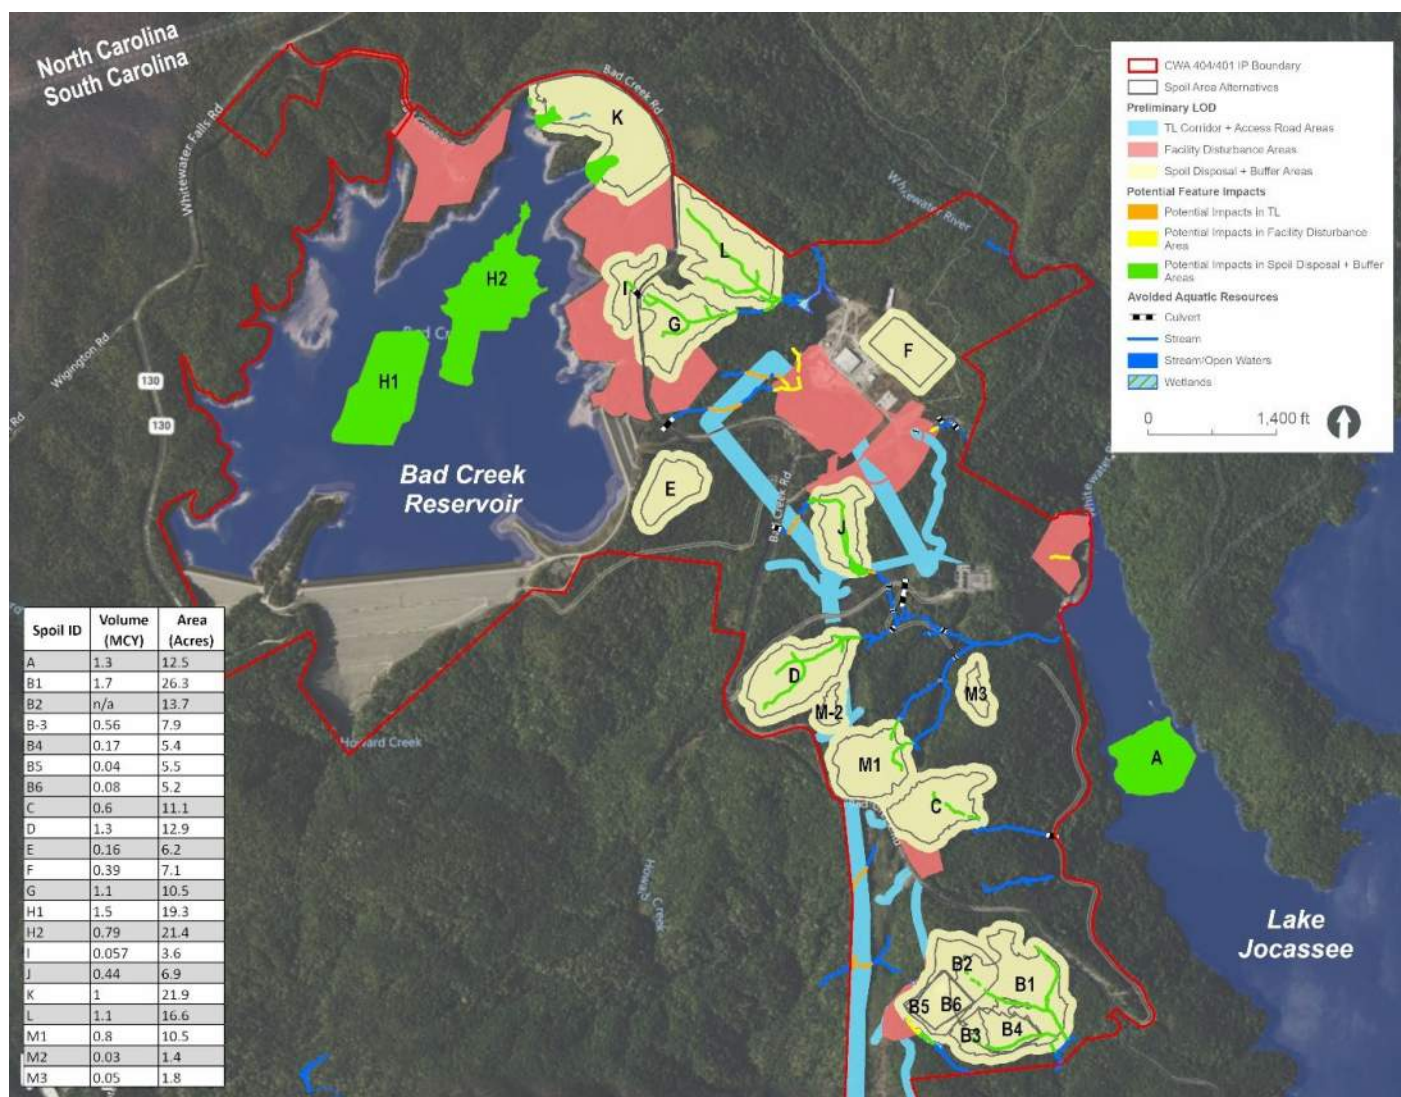 North Carolina
South Carolina
Whitewater Falls Rd
Bad Creek Rd
Whitewater River
Wigington Rd
130
130
K
L
I
G
F
H2
H1
E
J
Bad Creek
Reservoir
Bad Creek Rd
D
M-2
M3
M1
C
A
Howard Creek
Howard Creek
Lake
Jocassee
B2
B1
B5
B6
B3
B4
CWA 404/401 IP Boundary
Spoil Area Alternatives
Preliminary LOD
TL Corridor + Access Road Areas
Facility Disturbance Areas
Spoil Disposal + Buffer Areas
Potential Feature Impacts
Potential Impacts in TL
Potential Impacts in Facility Disturbance
Area
Potential Impacts in Spoil Disposal + Buffer
Areas
Avoided Aquatic Resources
Culvert
Stream
Stream/Open Waters
Wetlands
0 1,400 ft
Spoil ID Volume (MCY) Area (Acres)
A 1.3 12.5
B1 1.7 26.3
B2 n/a 13.7
B-3 0.56 7.9
B4 0.17 5.4
B5 0.04 5.5
B6 0.08 5.2
C 0.6 11.1
D 1.3 12.9
E 0.16 6.2
F 0.39 7.1
G 1.1 10.5
H1 1.5 19.3
H2 0.79 21.4
I 0.057 3.6
J 0.44 6.9
K 1 21.9
L 1.1 16.6
M1 0.8 10.5
M2 0.03 1.4
M3 0.05 1.8